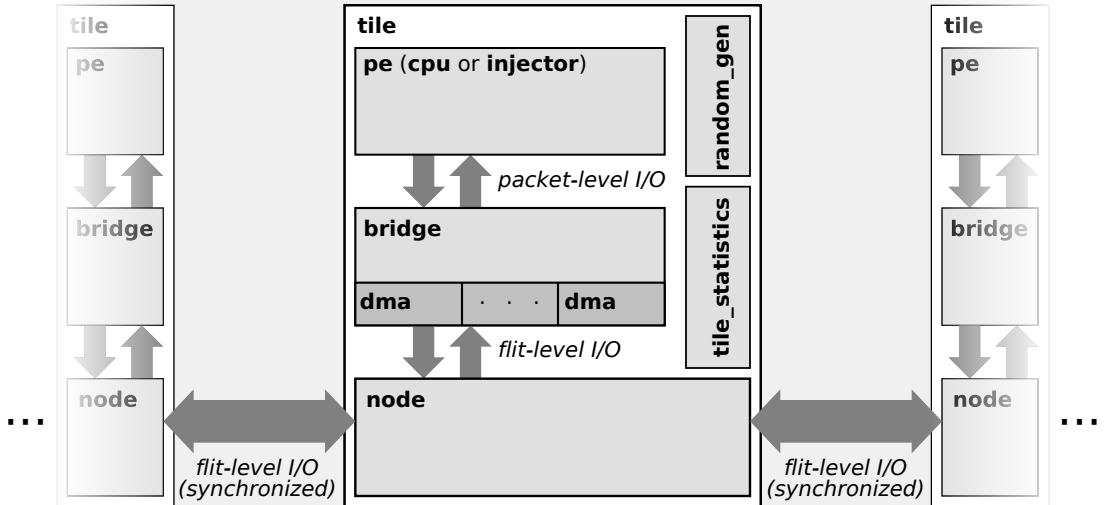 tile
pe
bridge
node
...
flit-level I/O
(synchronized)
tile
pe (cpu or injector)
packet-level I/O
bridge
dma
. . .
dma
flit-level I/O
node
random_gen
tile_statistics
flit-level I/O
(synchronized)
tile
pe
bridge
node
...